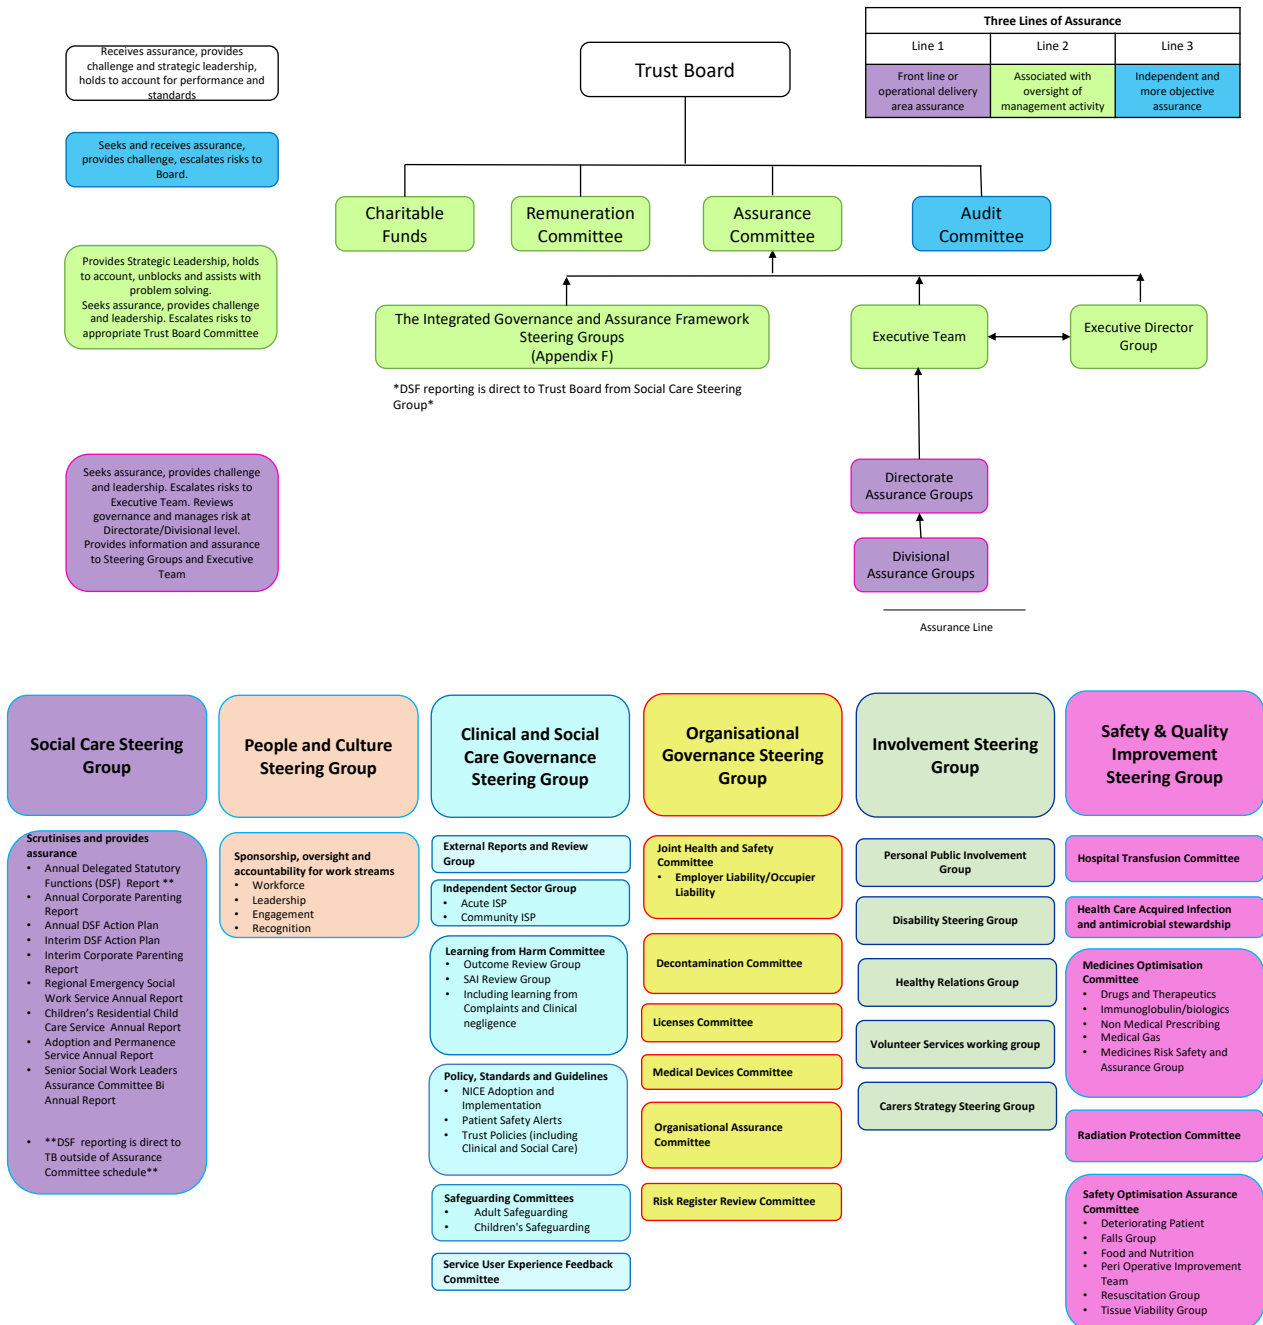 Three Lines of Assurance
Line 1
Line 2
Line 3
Front line or
operational delivery
area assurance
Associated with
oversight of
management activity
Independent and
more objective
assurance
Receives assurance, provides
challenge and strategic leadership,
holds to account for performance and
standards
Trust Board
Seeks and receives assurance,
provides challenge, escalates risks to
Board.
Charitable
Funds
Remuneration
Committee
Assurance
Committee
Audit
Committee
Provides Strategic Leadership, holds
to account, unblocks and assists with
problem solving.
Seeks assurance, provides challenge
and leadership. Escalates risks to
appropriate Trust Board Committee
The Integrated Governance and Assurance Framework
Steering Groups
(Appendix F)
Executive Team
Executive Director
Group
*DSF reporting is direct to Trust Board from Social Care Steering
Group*
Seeks assurance, provides challenge
and leadership. Escalates risks to
Executive Team. Reviews
governance and manages risk at
Directorate/Divisional level.
Provides information and assurance
to Steering Groups and Executive
Team
Directorate
Assurance Groups
Divisional
Assurance Groups
Assurance Line
Social Care Steering
Group
Scrutinises and provides
assurance
• Annual Delegated Statutory
Functions (DSF) Report **
• Annual Corporate Parenting
Report
• Annual DSF Action Plan
• Interim DSF Action Plan
• Interim Corporate Parenting
Report
• Regional Emergency Social
Work Service Annual Report
• Children's Residential Child
Care Service Annual Report
• Adoption and Permanence
Service Annual Report
• Senior Social Work Leaders
Assurance Committee Bi
Annual Report
• **DSF reporting is direct to
TB outside of Assurance
Committee schedule**
People and Culture
Steering Group
Sponsorship, oversight and
accountability for work streams
• Workforce
• Leadership
• Engagement
• Recognition
Clinical and Social
Care Governance
Steering Group
External Reports and Review
Group
Independent Sector Group
• Acute ISP
• Community ISP
Learning from Harm Committee
• Outcome Review Group
• SAI Review Group
• Including learning from
Complaints and Clinical
negligence
Policy, Standards and Guidelines
• NICE Adoption and
Implementation
• Patient Safety Alerts
• Trust Policies (including
Clinical and Social Care)
Safeguarding Committees
• Adult Safeguarding
• Children's Safeguarding
Service User Experience Feedback
Committee
Organisational
Governance Steering
Group
Joint Health and Safety
Committee
• Employer Liability/Occupier
Liability
Decontamination Committee
Licenses Committee
Medical Devices Committee
Organisational Assurance
Committee
Risk Register Review Committee
Involvement Steering
Group
Personal Public Involvement
Group
Disability Steering Group
Healthy Relations Group
Volunteer Services working group
Carers Strategy Steering Group
Safety & Quality
Improvement
Steering Group
Hospital Transfusion Committee
Health Care Acquired Infection
and antimicrobial stewardship
Medicines Optimisation
Committee
• Drugs and Therapeutics
• Immunoglobulin/biologics
• Non Medical Prescribing
• Medical Gas
• Medicines Risk Safety and
Assurance Group
Radiation Protection Committee
Safety Optimisation Assurance
Committee
• Deteriorating Patient
• Falls Group
• Food and Nutrition
• Peri Operative Improvement
Team
• Resuscitation Group
• Tissue Viability Group